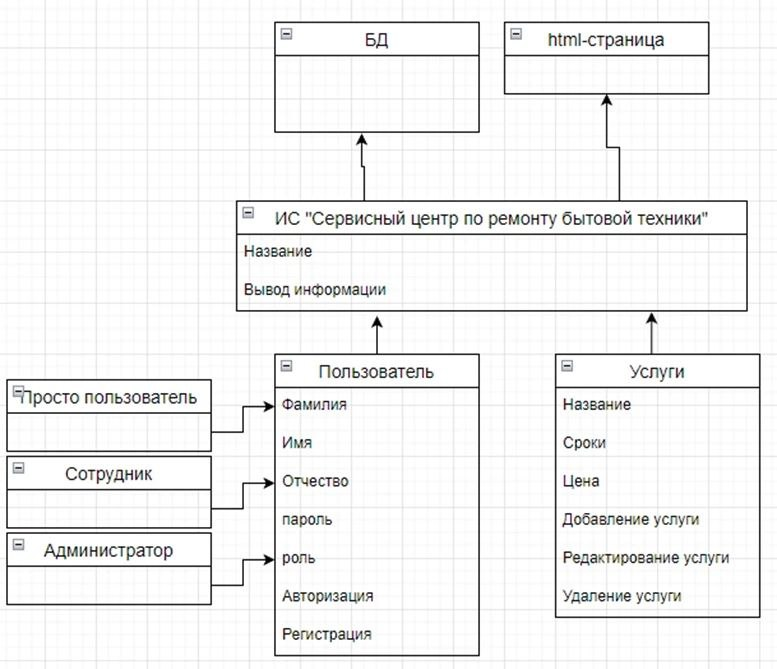 БД
html-страница
ИС "Сервисный центр по ремонту бытовой техники"
Название
Вывод информации
Просто пользователь
Сотрудник
Администратор
Пользователь
Фамилия
Имя
Отчество
пароль
роль
Авторизация
Регистрация
Услуги
Название
Сроки
Цена
Добавление услуги
Редактирование услуги
Удаление услуги